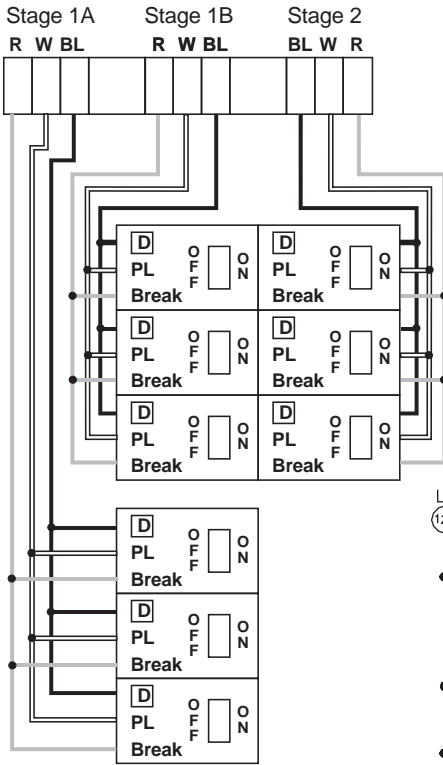 Stage 1A Stage 1B Stage 2
R W BL R W BL BL W R
D OFF ON D OFF ON
PL PL
Break Break
D OFF ON D OFF ON
PL PL
Break Break
D OFF ON D OFF ON
PL PL
Break Break
D OFF ON
PL
Break
D OFF ON
PL
Break
D OFF ON
PL
Break